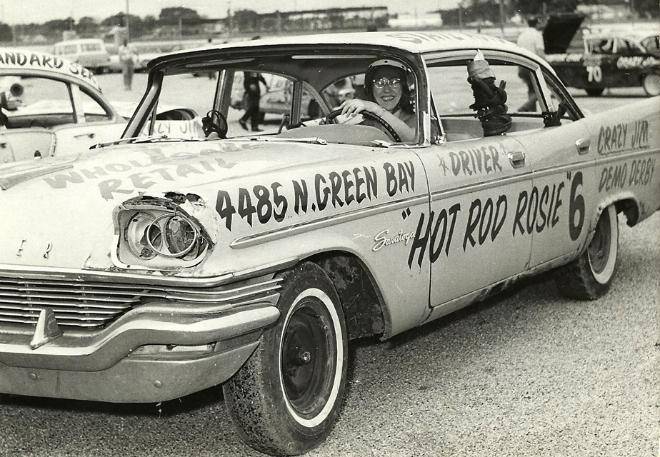 WHOLESALE
RETAIL
4485 N. GREEN BAY
Saratoga
DRIVER
"HOT ROD ROSIE"
6
CRAZY JIM
DEMO DERBY
70